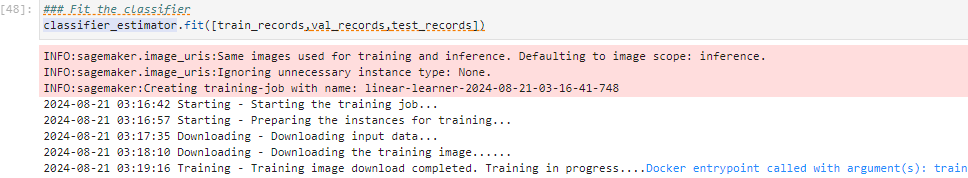 [48]: ### Fit the classifier
classifier_estimator.fit([train_records,val_records,test_records])
INFO:sagemaker.image_uris:Same images used for training and inference. Defaulting to image scope: inference.
INFO:sagemaker.image_uris:Ignoring unnecessary instance type: None.
INFO:sagemaker:Creating training-job with name: linear-learner-2024-08-21-03-16-41-748
2024-08-21 03:16:42 Starting - Starting the training job...
2024-08-21 03:16:57 Starting - Preparing the instances for training...
2024-08-21 03:17:35 Downloading - Downloading input data...
2024-08-21 03:18:10 Downloading - Downloading the training image......
2024-08-21 03:19:16 Training - Training image download completed. Training in progress....Docker entrypoint called with argument(s): train